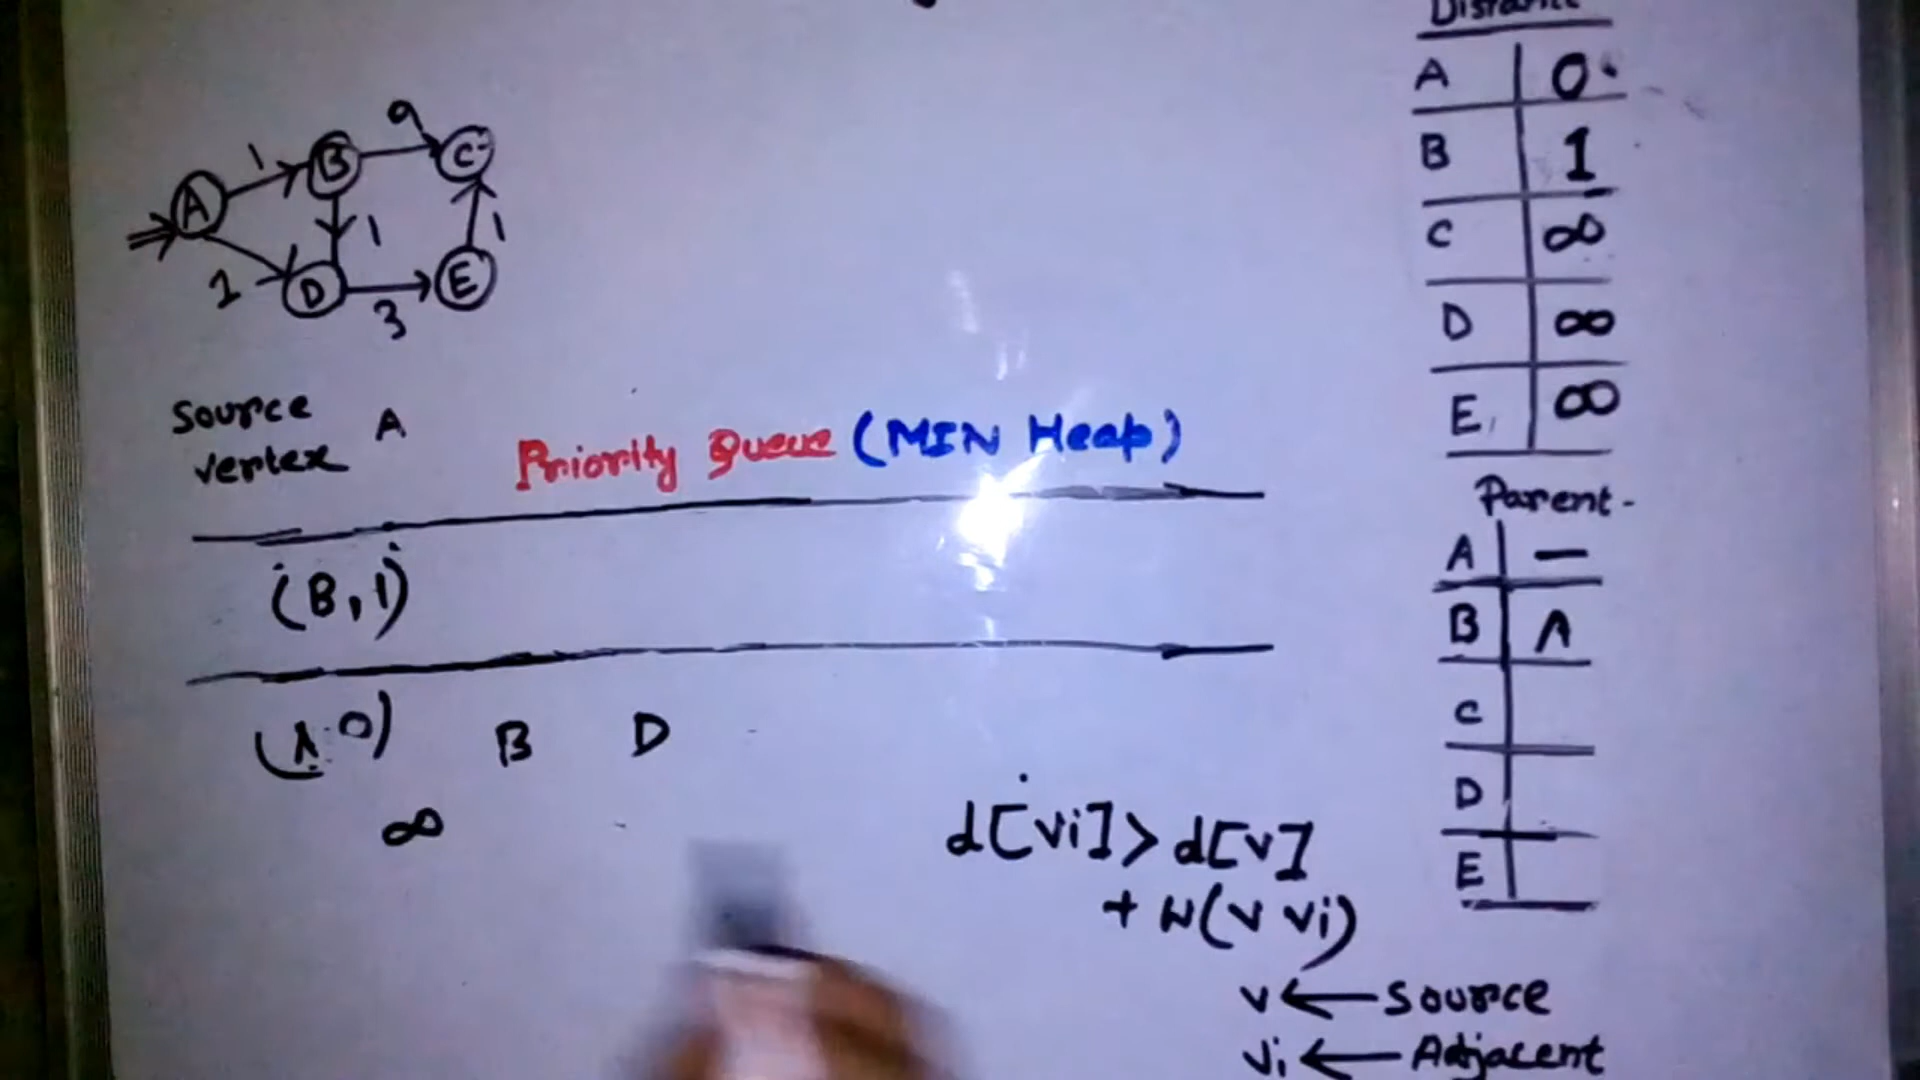 Distance
A 0
B 1
C ∞
D ∞
E ∞
A 1 B 9 C
1
1
D 3 E
Source
vertex A
Priority Queue (MIN Heap)
(B, 1)
(A 0) B D
∞
d[vi] > d[v]
+ w(v vi)
v ← Source
vi ← Adjacent
Parent
A —
B A
C
D
E